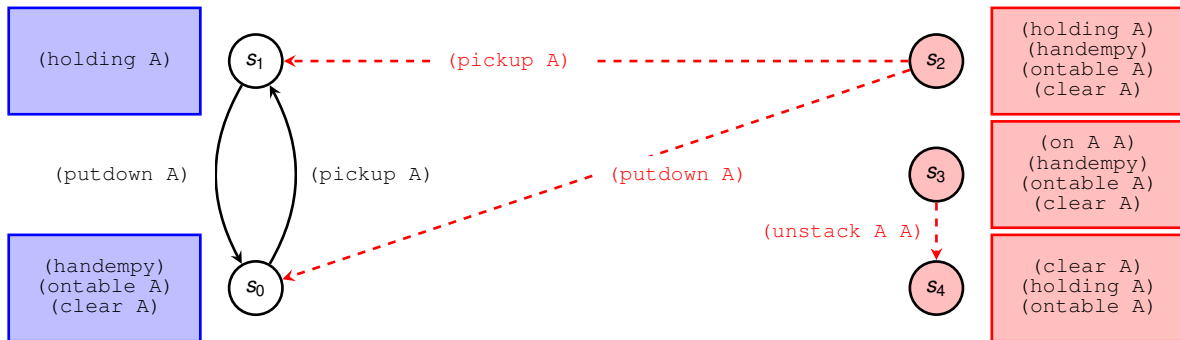 (holding A)
s1
(pickup A)
s2
(holding A)
(handempy)
(ontable A)
(clear A)
(putdown A)
(pickup A)
(putdown A)
s3
(on A A)
(handempy)
(ontable A)
(clear A)
(unstack A A)
(handempy)
(ontable A)
(clear A)
s0
s4
(clear A)
(holding A)
(ontable A)